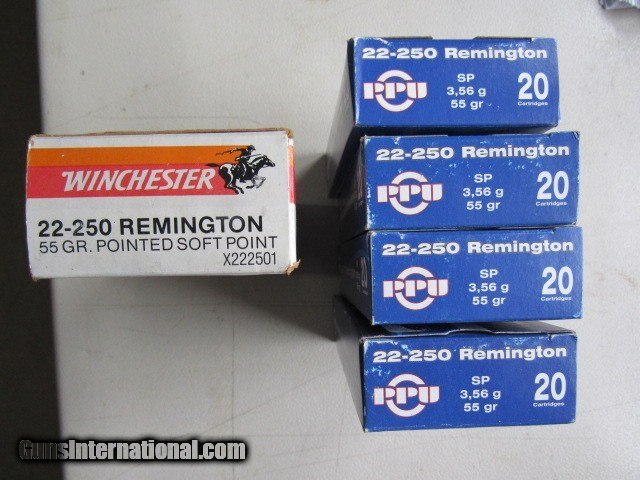 WINCHESTER
22-250 REMINGTON
55 GR. POINTED SOFT POINT
X222501
22-250 Remington
PPU
SP
3,56 g
55 gr
20
Cartridges
22-250 Remington
PPU
SP
3,56 g
55 gr
20
Cartridges
22-250 Remington
PPU
SP
3,56 g
55 gr
20
Cartridges
22-250 Remington
PPU
SP
3,56 g
55 gr
20
Cartridges
GunsInternational.com